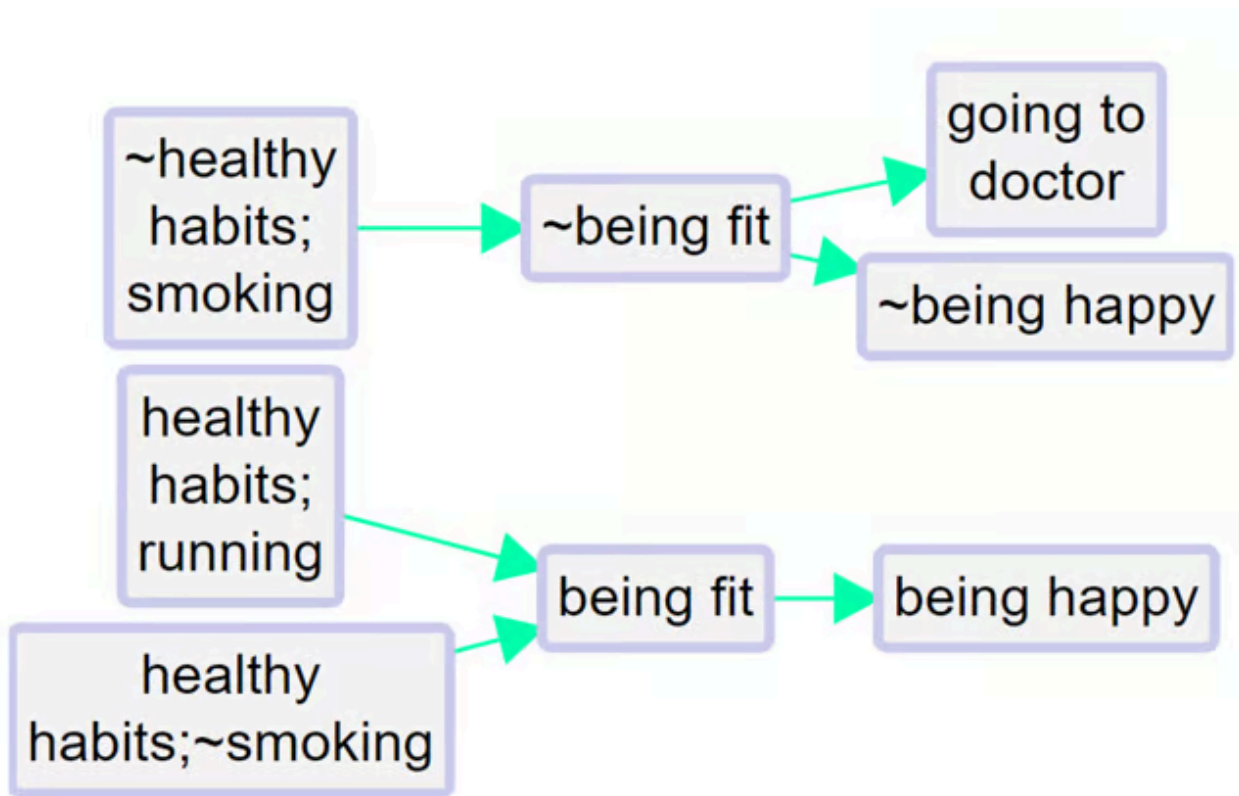 ~healthy
habits;
smoking
~being fit
going to
doctor
~being happy
healthy
habits;
running
healthy
habits;~smoking
being fit
being happy